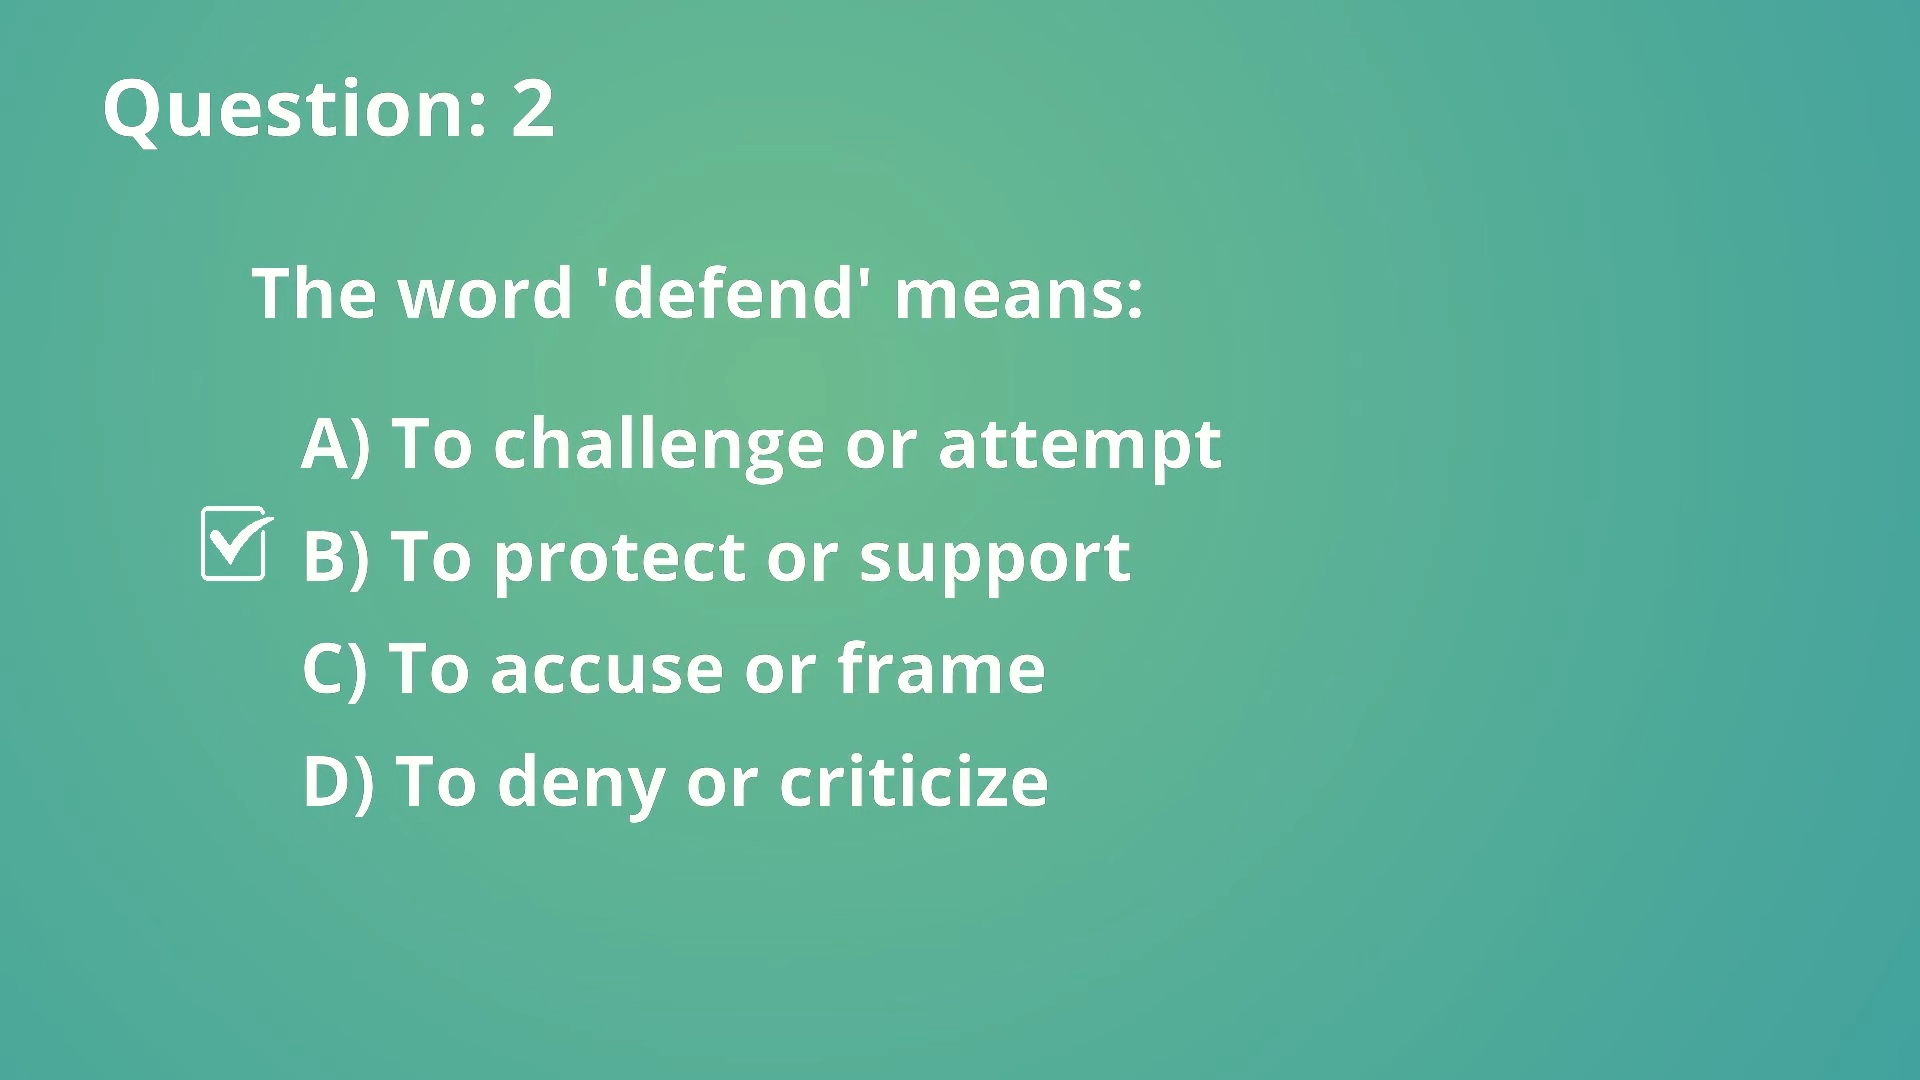 Question: 2
The word 'defend' means:
A) To challenge or attempt
B) To protect or support
C) To accuse or frame
D) To deny or criticize